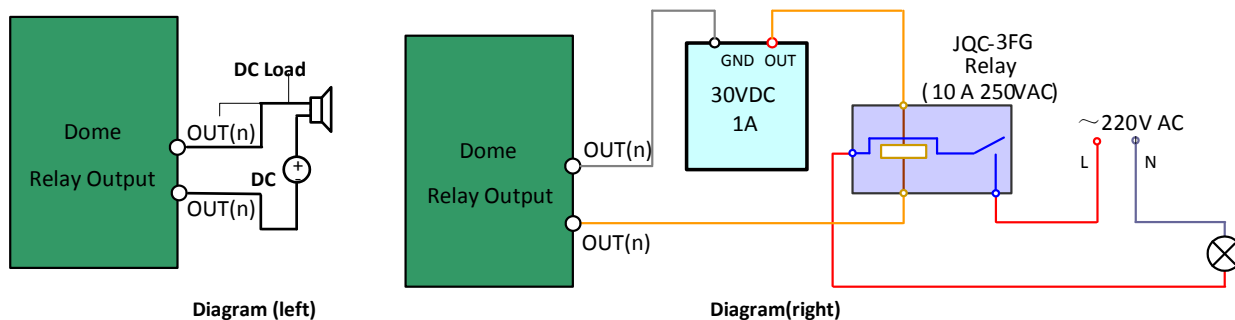 DC Load
Dome
Relay Output
OUT(n)
OUT(n)
DC
+
-
Diagram (left)
Dome
Relay Output
OUT(n)
OUT(n)
GND OUT
30VDC
1A
JQC-3FG
Relay
( 10 A 250VAC)
~220V AC
L N
Diagram(right)